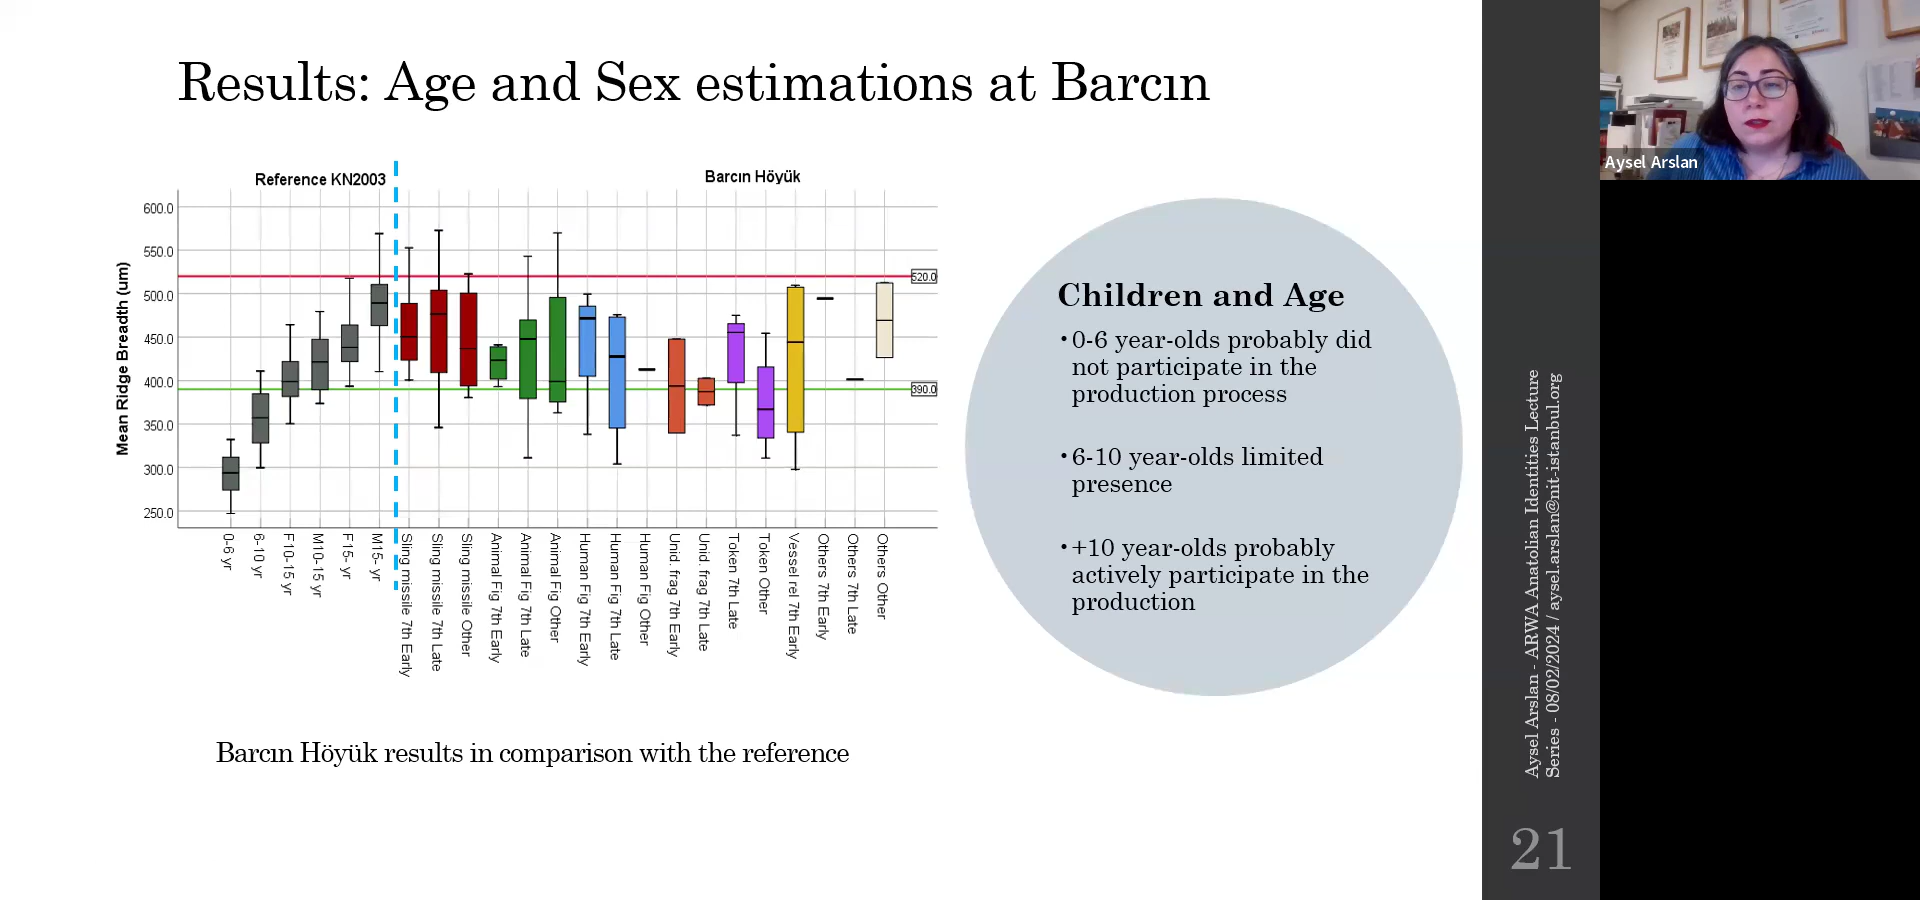 Results: Age and Sex estimations at Barcın
Reference KN2003
Barcın Höyük
Mean Ridge Breadth (um)
600.0
550.0
500.0
450.0
400.0
350.0
300.0
250.0
520.0
390.0
0-6 yr
6-10 yr
F10-15 yr
M10-15 yr
F15- yr
M15- yr
Sling missile 7th Early
Sling missile 7th Late
Sling missile Other
Animal Fig 7th Early
Animal Fig 7th Late
Animal Fig Other
Human Fig 7th Early
Human Fig 7th Late
Human Fig Other
Unid. frag 7th Early
Unid. frag 7th Late
Token 7th Late
Token Other
Vessel rel 7th Early
Others 7th Early
Others 7th Late
Others Other
Barcın Höyük results in comparison with the reference
Children and Age
• 0-6 year-olds probably did
not participate in the
production process
• 6-10 year-olds limited
presence
• +10 year-olds probably
actively participate in the
production
Aysel Arslan - ARWA Anatolian Identities Lecture
Series - 08/02/2024 / aysel.arslan@nit-istanbul.org
21
Aysel Arslan